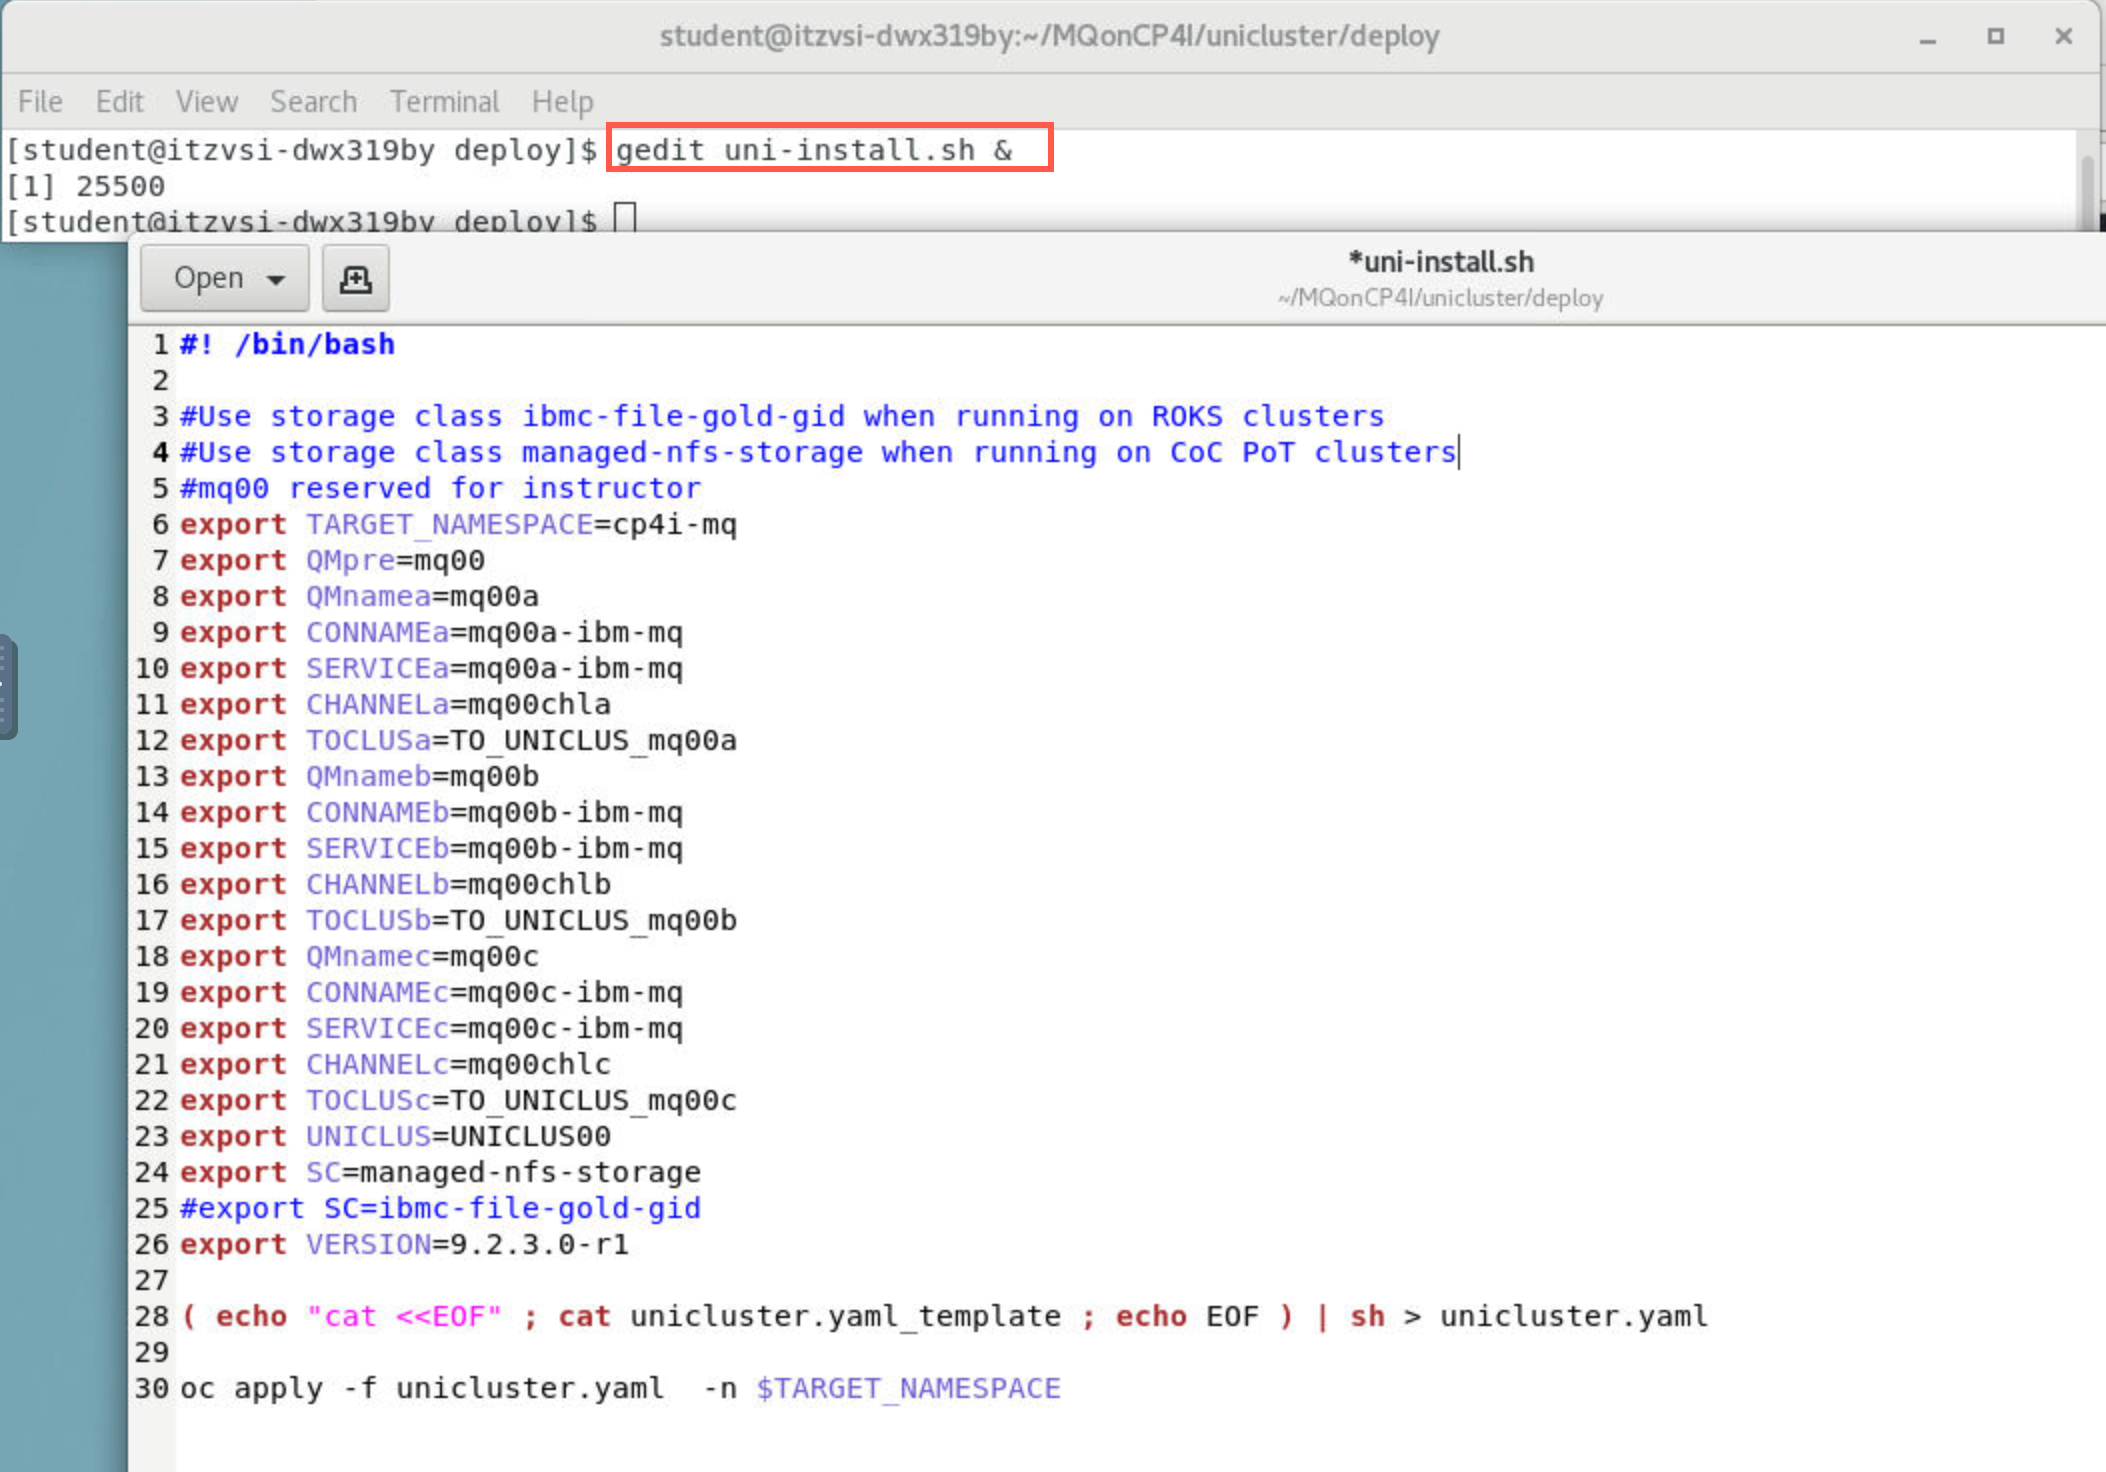 student@itzvsi-dwx319by:~/MQonCP4I/unicluster/deploy
File Edit View Search Terminal Help
[student@itzvsi-dwx319by deploy]$ gedit uni-install.sh &
[1] 25500
[student@itzvsi-dwx319by deploy]$
Open
*uni-install.sh
~/MQonCP4I/unicluster/deploy
1 #! /bin/bash
2
3 #Use storage class ibmc-file-gold-gid when running on ROKS clusters
4 #Use storage class managed-nfs-storage when running on CoC PoT clusters
5 #mq00 reserved for instructor
6 export TARGET_NAMESPACE=cp4i-mq
7 export QMpre=mq00
8 export QMnamea=mq00a
9 export CONNAMEa=mq00a-ibm-mq
10 export SERVICEa=mq00a-ibm-mq
11 export CHANNELa=mq00chla
12 export TOCLUSa=TO_UNICLUS_mq00a
13 export QMnameb=mq00b
14 export CONNAMEb=mq00b-ibm-mq
15 export SERVICEb=mq00b-ibm-mq
16 export CHANNELb=mq00chlb
17 export TOCLUSb=TO_UNICLUS_mq00b
18 export QMnamec=mq00c
19 export CONNAMEc=mq00c-ibm-mq
20 export SERVICEc=mq00c-ibm-mq
21 export CHANNELc=mq00chlc
22 export TOCLUSc=TO_UNICLUS_mq00c
23 export UNICLUS=UNICLUS00
24 export SC=managed-nfs-storage
25 #export SC=ibmc-file-gold-gid
26 export VERSION=9.2.3.0-r1
27
28 ( echo "cat <<EOF" ; cat unicluster.yaml_template ; echo EOF ) | sh > unicluster.yaml
29
30 oc apply -f unicluster.yaml  -n $TARGET_NAMESPACE